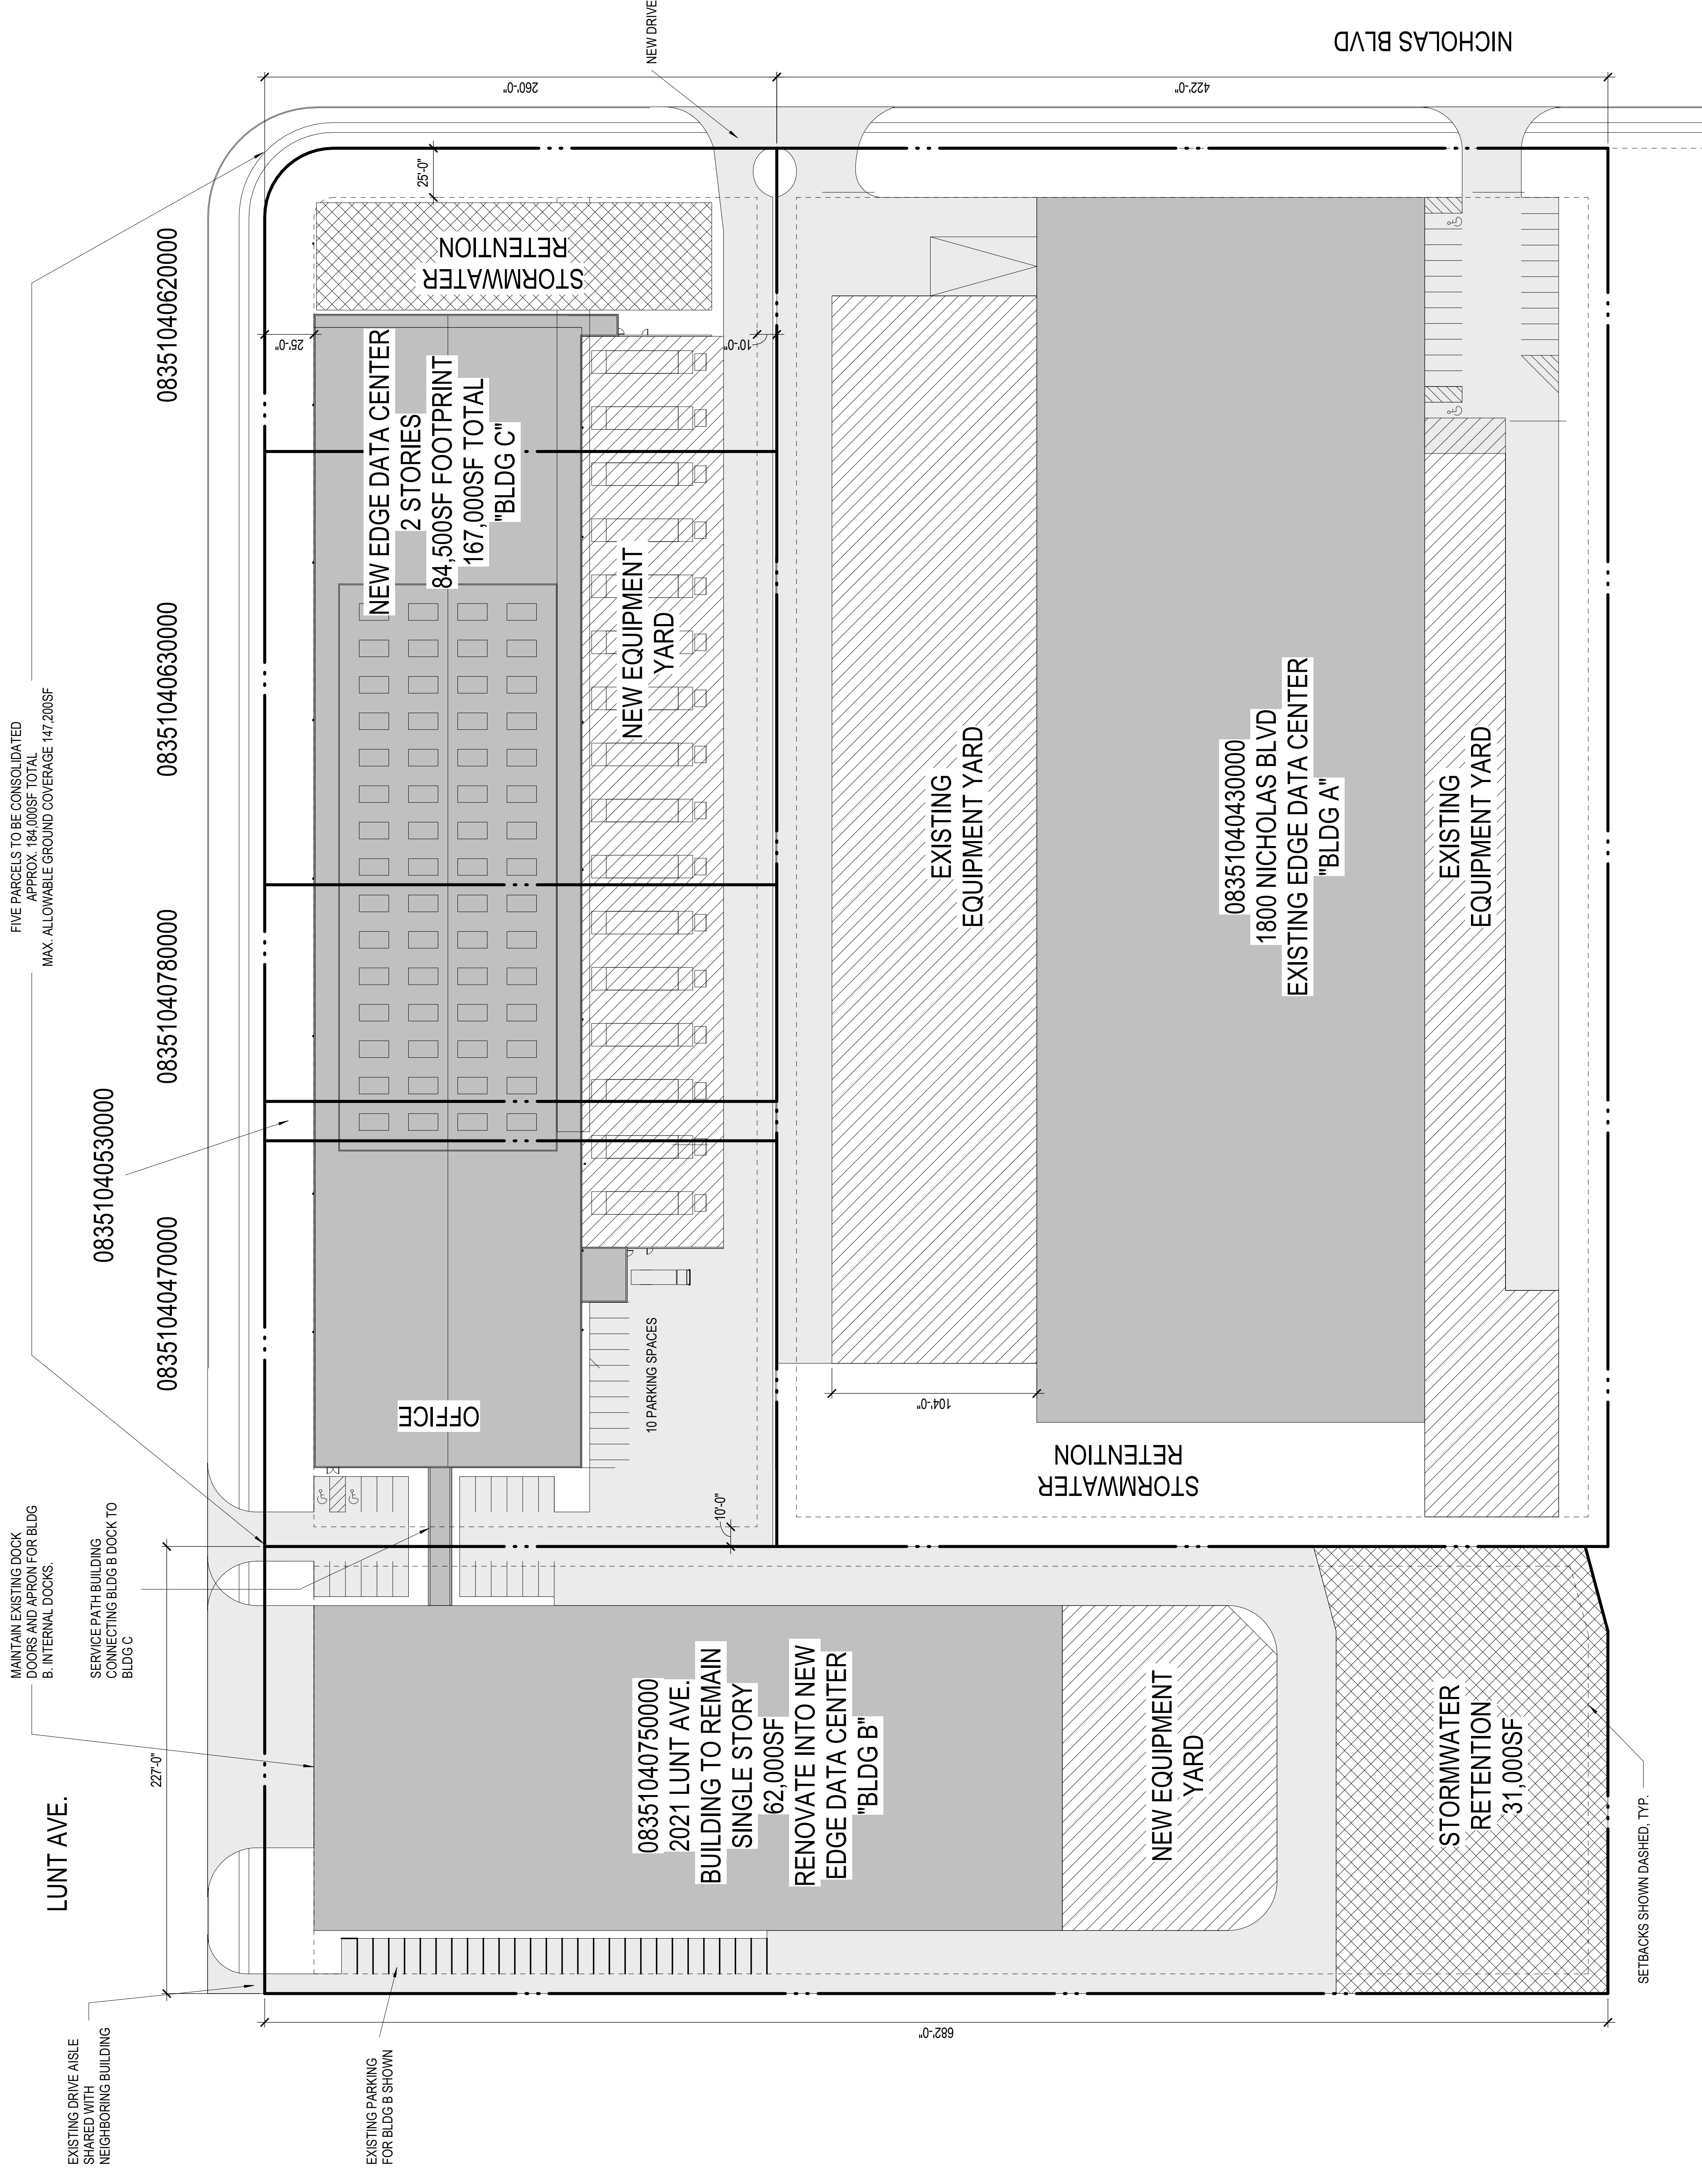 LUNT AVE.
NICHOLAS BLVD
EXISTING DRIVE AISLE
SHARED WITH
NEIGHBORING BUILDING
MAINTAIN EXISTING DOCK
DOORS AND APRON FOR BLDG
B. INTERNAL DOCKS.
SERVICE PATH BUILDING
CONNECTING BLDG B DOCK TO
BLDG C
FIVE PARCELS TO BE CONSOLIDATED
APPROX. 184,000SF TOTAL
MAX. ALLOWABLE GROUND COVERAGE 147,200SF
08351040470000
08351040530000
08351040780000
08351040630000
08351040620000
NEW DRIVE
227'-0"
260'-0"
422'-0"
682'-0"
25'-0"
25'-0"
10'-0"
10'-0"
104'-0"
EXISTING PARKING
FOR BLDG B SHOWN
OFFICE
10 PARKING SPACES
NEW EDGE DATA CENTER
2 STORIES
84,500SF FOOTPRINT
167,000SF TOTAL
"BLDG C"
NEW EQUIPMENT
YARD
STORMWATER
RETENTION
08351040750000
2021 LUNT AVE.
BUILDING TO REMAIN
SINGLE STORY
62,000SF
RENOVATE INTO NEW
EDGE DATA CENTER
"BLDG B"
NEW EQUIPMENT
YARD
STORMWATER
RETENTION
31,000SF
STORMWATER
RETENTION
EXISTING
EQUIPMENT YARD
08351040430000
1800 NICHOLAS BLVD
EXISTING EDGE DATA CENTER
"BLDG A"
EXISTING
EQUIPMENT YARD
SETBACKS SHOWN DASHED, TYP.